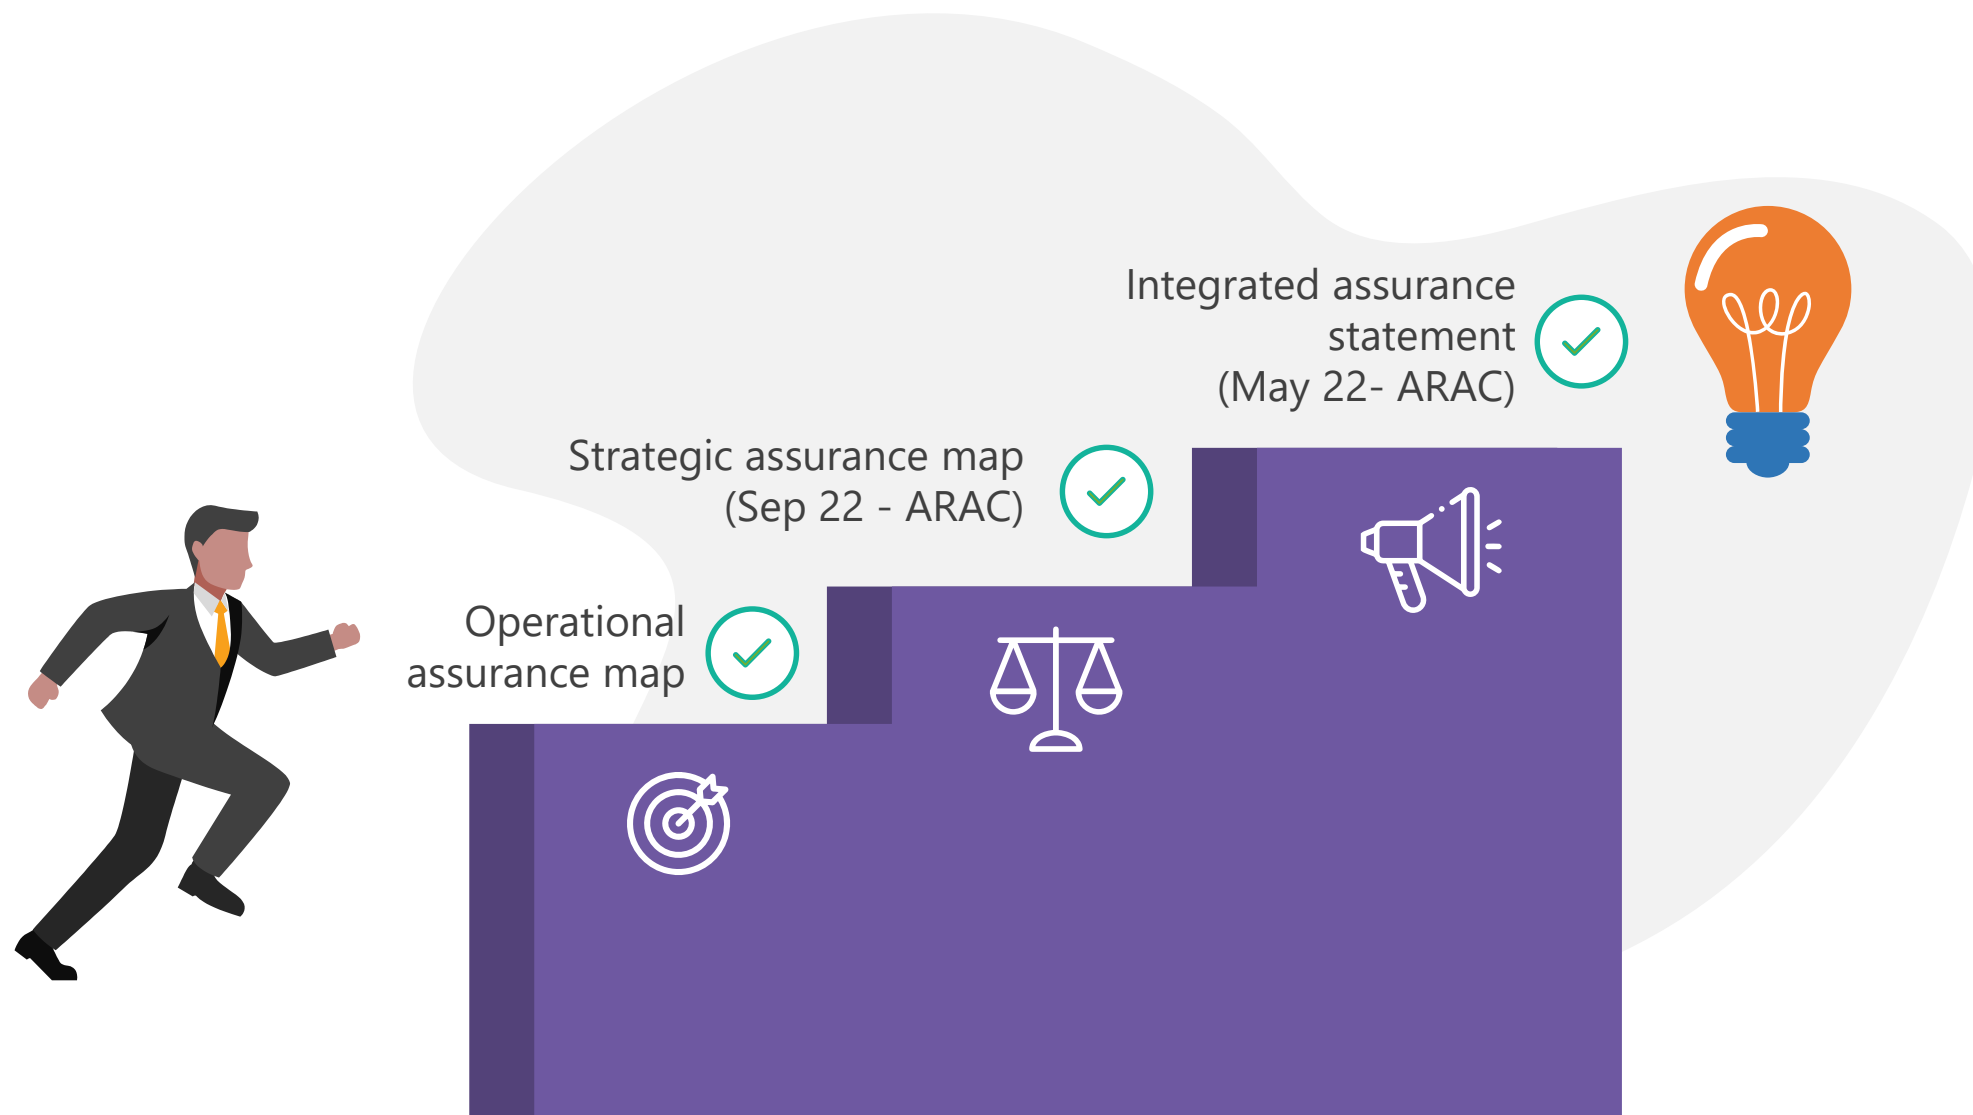 Integrated assurance
statement
(May 22- ARAC)
Strategic assurance map
(Sep 22 - ARAC)
Operational
assurance map